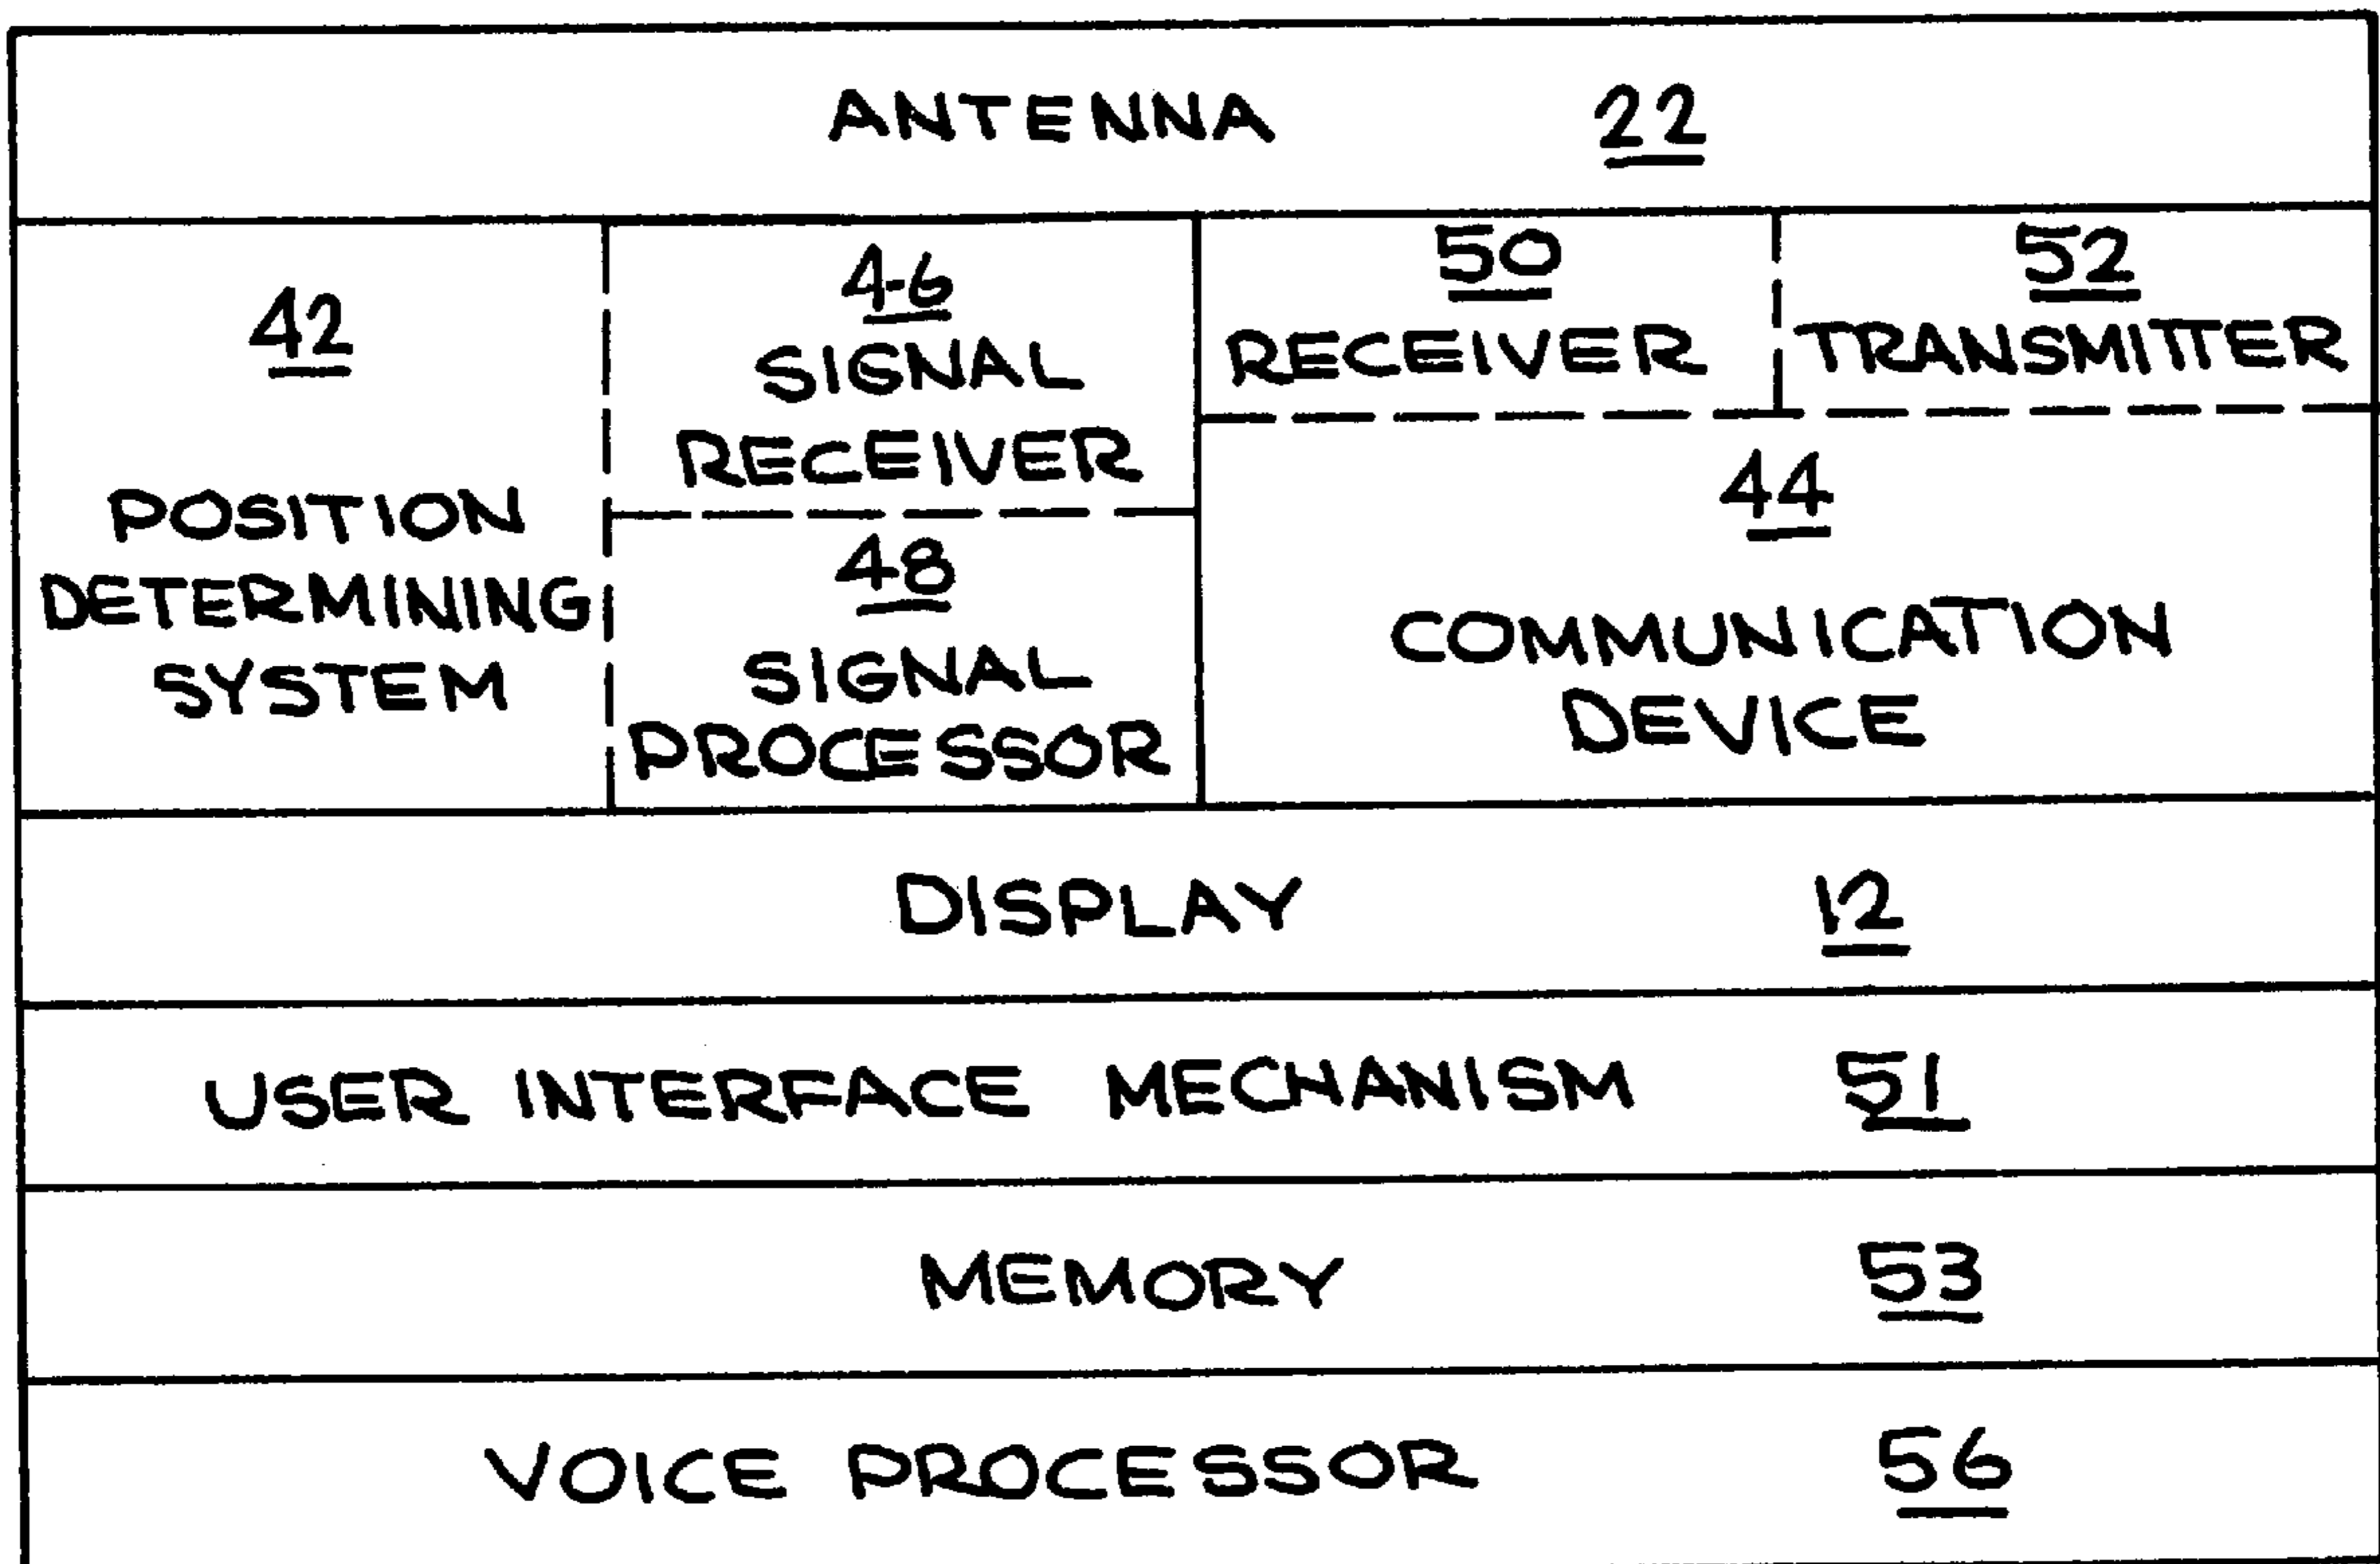 ANTENNA 22
42
POSITION
DETERMINING
SYSTEM
46
SIGNAL
RECEIVER
48
SIGNAL
PROCESSOR
50
RECEIVER
52
TRANSMITTER
44
COMMUNICATION
DEVICE
DISPLAY 12
USER INTERFACE MECHANISM 51
MEMORY 53
VOICE PROCESSOR 56